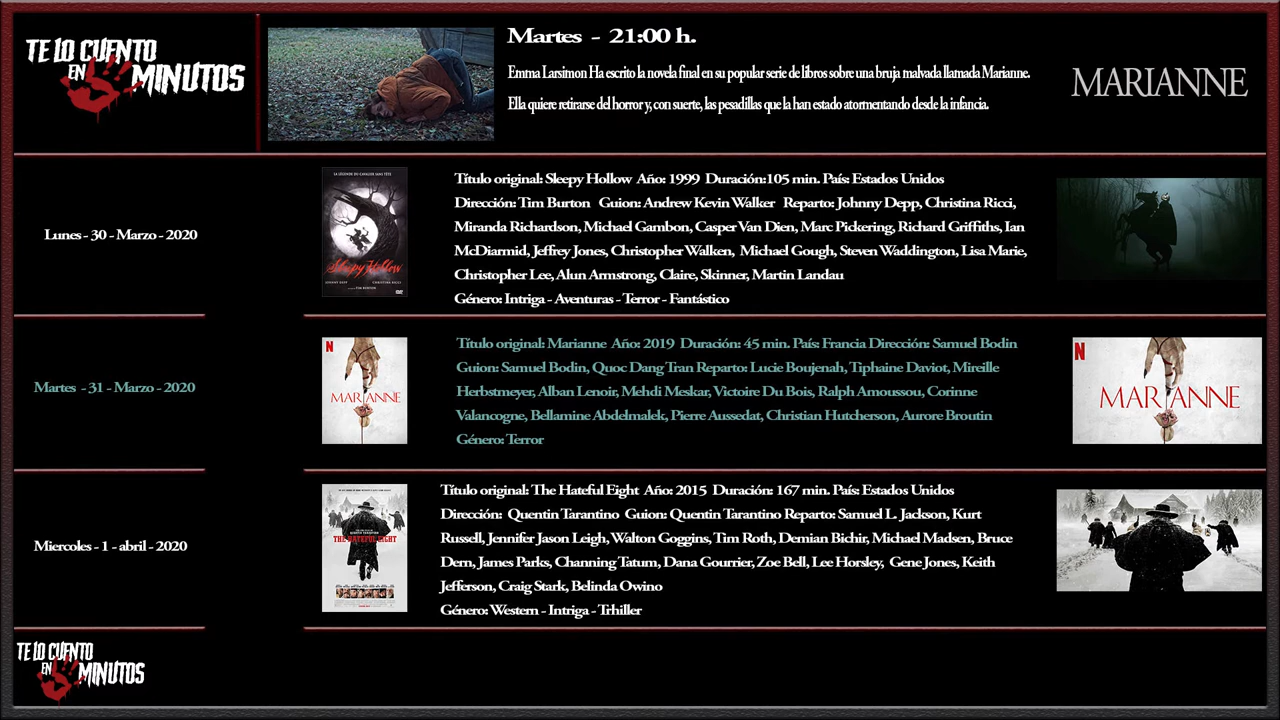 TE LO CUENTO
EN MINUTOS
Martes - 21:00 h.
Emma Larsimon Ha escrito la novela final en su popular serie de libros sobre una bruja malvada llamada Marianne.
Ella quiere retirarse del horror y, con suerte, las pesadillas que la han estado atormentando desde la infancia.
MARIANNE
Lunes - 30 - Marzo - 2020
LA LÉGENDE DU CAVALIER SANS TÊTE
Sleepy Hollow
JOHNNY DEPP CHRISTINA RICCI
DVD
Título original: Sleepy Hollow Año: 1999 Duración:105 min. País: Estados Unidos
Dirección: Tim Burton Guion: Andrew Kevin Walker Reparto: Johnny Depp, Christina Ricci,
Miranda Richardson, Michael Gambon, Casper Van Dien, Marc Pickering, Richard Griffiths, Ian
McDiarmid, Jeffrey Jones, Christopher Walken, Michael Gough, Steven Waddington, Lisa Marie,
Christopher Lee, Alun Armstrong, Claire, Skinner, Martin Landau
Género: Intriga - Aventuras - Terror - Fantástico
Martes - 31 - Marzo - 2020
N
MARIANNE
Título original: Marianne Año: 2019 Duración: 45 min. País: Francia Dirección: Samuel Bodin
Guion: Samuel Bodin, Quoc Dang Tran Reparto: Lucie Boujenah, Tiphaine Daviot, Mireille
Herbstmeyer, Alban Lenoir, Mehdi Meskar, Victoire Du Bois, Ralph Amoussou, Corinne
Valancogne, Bellamine Abdelmalek, Pierre Aussedat, Christian Hutcherson, Aurore Broutin
Género: Terror
N
MARIANNE
Miercoles - 1 - abril - 2020
THE HATEFUL EIGHT
Título original: The Hateful Eight Año: 2015 Duración: 167 min. País: Estados Unidos
Dirección: Quentin Tarantino Guion: Quentin Tarantino Reparto: Samuel L. Jackson, Kurt
Russell, Jennifer Jason Leigh, Walton Goggins, Tim Roth, Demian Bichir, Michael Madsen, Bruce
Dern, James Parks, Channing Tatum, Dana Gourrier, Zoe Bell, Lee Horsley, Gene Jones, Keith
Jefferson, Craig Stark, Belinda Owino
Género: Western - Intriga - Trhiller
TE LO CUENTO
EN MINUTOS